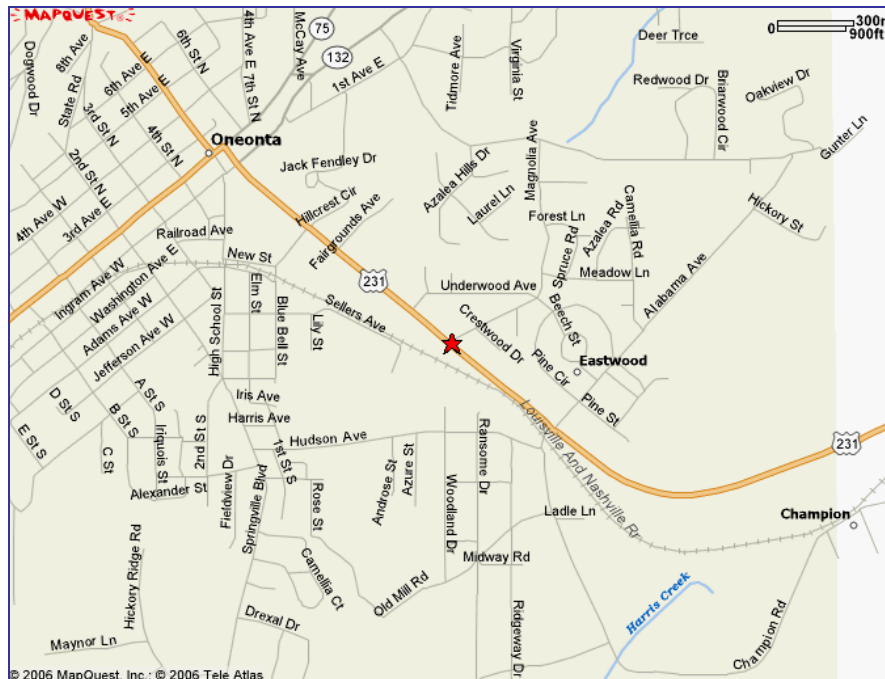 MAPQUEST
300m
0
900ft
Dogwood Dr
8th Ave
State Rd
6th Ave E
5th Ave E
6th St N
4th Ave E
7th St N
McCay Ave
75
132
1st Ave E
Tidmore Ave
Virginia St
Deer Trce
Redwood Dr
Briarwood Cir
Oakview Dr
Gunter Ln
3rd St N
4th St N
2nd St N
Oneonta
Jack Fendley Dr
Azalea Hills Dr
Laurel Ln
Magnolia Ave
Forest Ln
Camellia Rd
Azalea Rd
Spruce Rd
Meadow Ln
Hickory St
4th Ave W
3rd Ave E
Railroad Ave
Hillcrest Cir
Fairgrounds Ave
New St
231
Underwood Ave
Alabama Ave
Ingram Ave W
Washington Ave E
Adams Ave W
Jefferson Ave W
High School St
Elm St
Blue Bell St
Lily St
Sellers Ave
Crestwood Dr
Beech St
Eastwood
Pine Cir
Pine St
E St S
D St S
C St
B St S
A St S
Iriquois St
2nd St S
Iris Ave
Harris Ave
1st St S
Hudson Ave
Louisville And Nashville Rr
231
Alexander St
Fieldview Dr
Springville Blvd
Rose St
Androse St
Azure St
Woodland Dr
Ransome Dr
Ladle Ln
Champion
Hickory Ridge Rd
Camellia Ct
Old Mill Rd
Midway Rd
Harris Creek
Drexal Dr
Ridgeway Dr
Champion Rd
Maynor Ln
© 2006 MapQuest, Inc.; © 2006 Tele Atlas